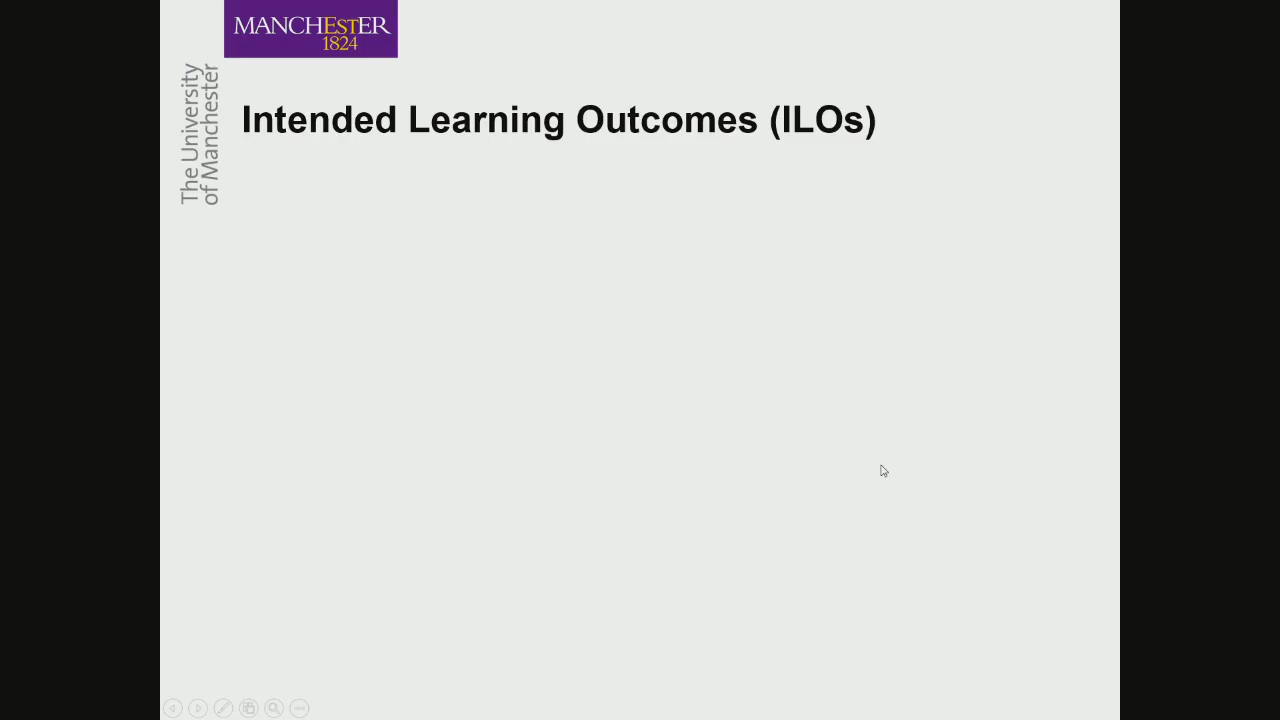 MANCHESTER
1824
The University
of Manchester
Intended Learning Outcomes (ILOs)